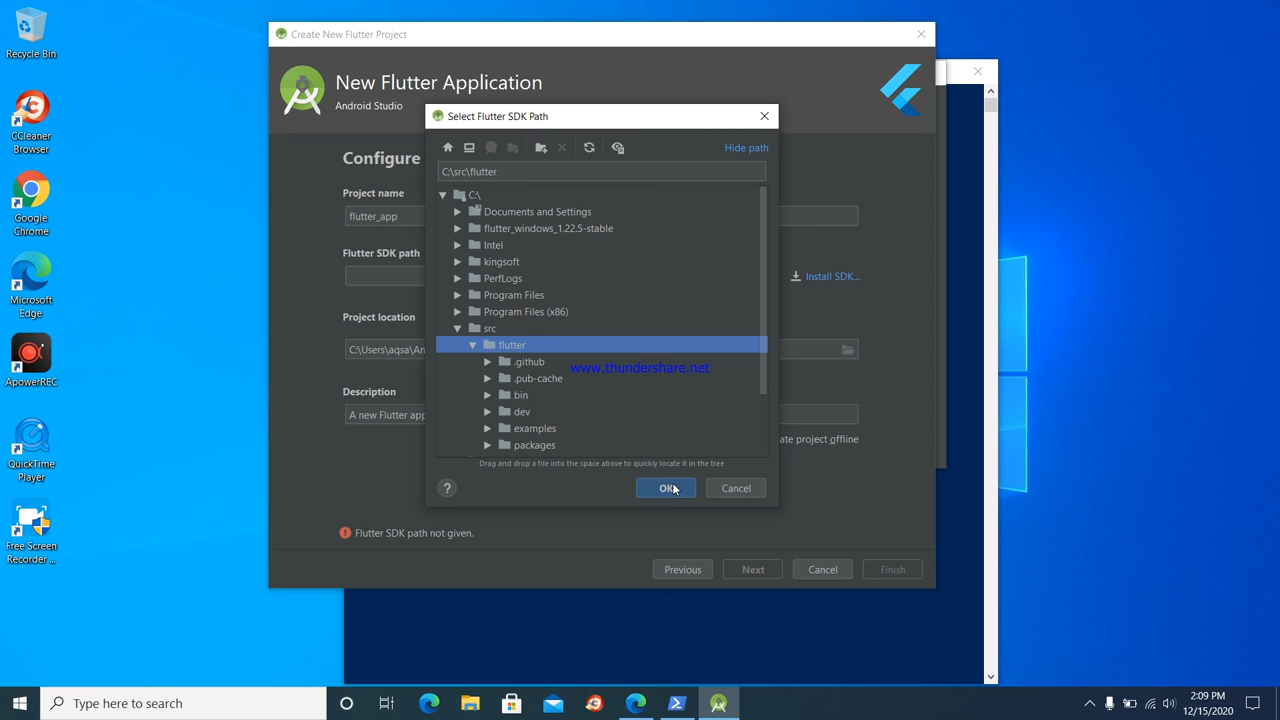 Recycle Bin
CCleaner
Browser
Google
Chrome
Microsoft
Edge
ApowerREC
QuickTime
Player
Free Screen
Recorder ...
Create New Flutter Project
New Flutter Application
Android Studio
Configure
Project name
flutter_app
Flutter SDK path
Install SDK...
Project location
C:\Users\aqsa\An
Description
A new Flutter app
ate project offline
Flutter SDK path not given.
Previous
Next
Cancel
Finish
Select Flutter SDK Path
Hide path
C:\src\flutter
C:\
Documents and Settings
flutter_windows_1.22.5-stable
Intel
kingsoft
PerfLogs
Program Files
Program Files (x86)
src
flutter
.github
.pub-cache
bin
dev
examples
packages
www.thundershare.net
Drag and drop a file into the space above to quickly locate it in the tree
?
OK
Cancel
Type here to search
2:09 PM
12/15/2020